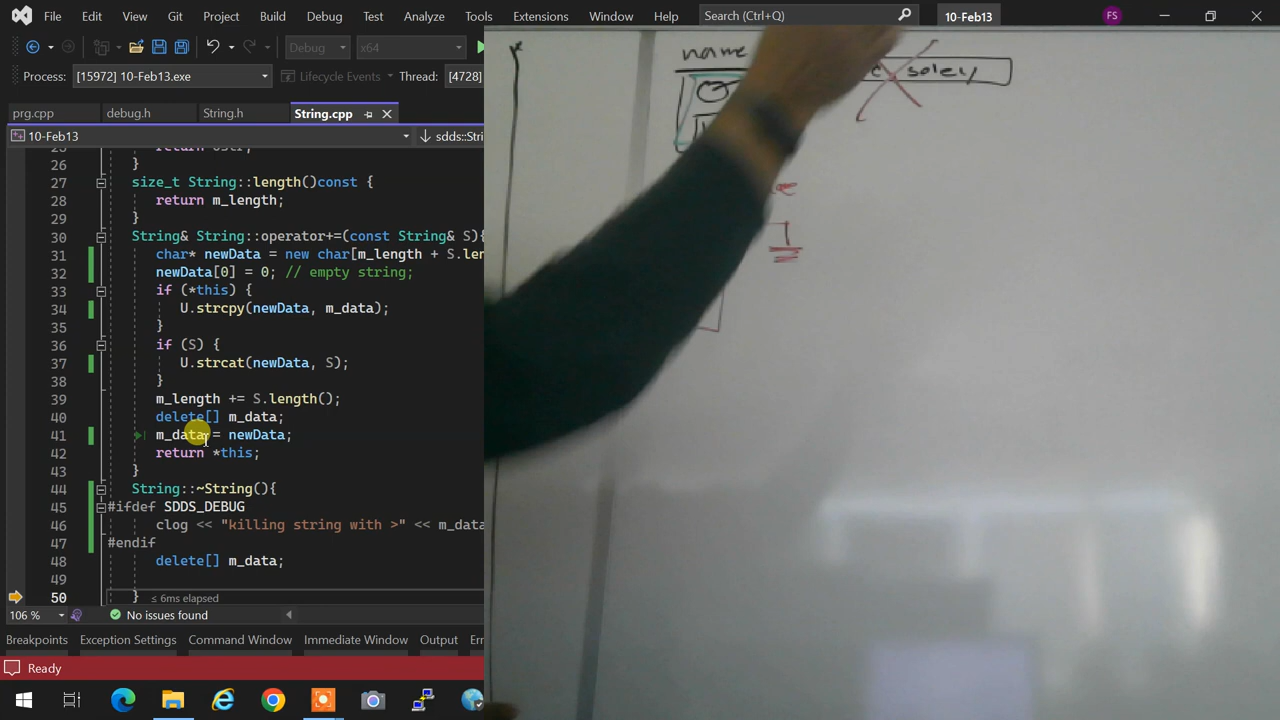 File Edit View Git Project Build Debug Test Analyze Tools Extensions Window Help Search (Ctrl+Q) 10-Feb13 FS
Debug x64
Process: [15972] 10-Feb13.exe Lifecycle Events Thread: [4728]
prg.cpp debug.h String.h String.cpp
10-Feb13 sdds::Stri
26 }
27 size_t String::length()const {
28 return m_length;
29 }
30 String& String::operator+=(const String& S){
31 char* newData = new char[m_length + S.len
32 newData[0] = 0; // empty string;
33 if (*this) {
34 U.strcpy(newData, m_data);
35 }
36 if (S) {
37 U.strcat(newData, S);
38 }
39 m_length += S.length();
40 delete[] m_data;
41 m_data = newData;
42 return *this;
43 }
44 String::~String(){
45 #ifdef SDDS_DEBUG
46 clog << "killing string with >" << m_data
47 #endif
48 delete[] m_data;
49
50 } ≤ 6ms elapsed
106 % No issues found
Breakpoints Exception Settings Command Window Immediate Window Output
Ready
name
soley